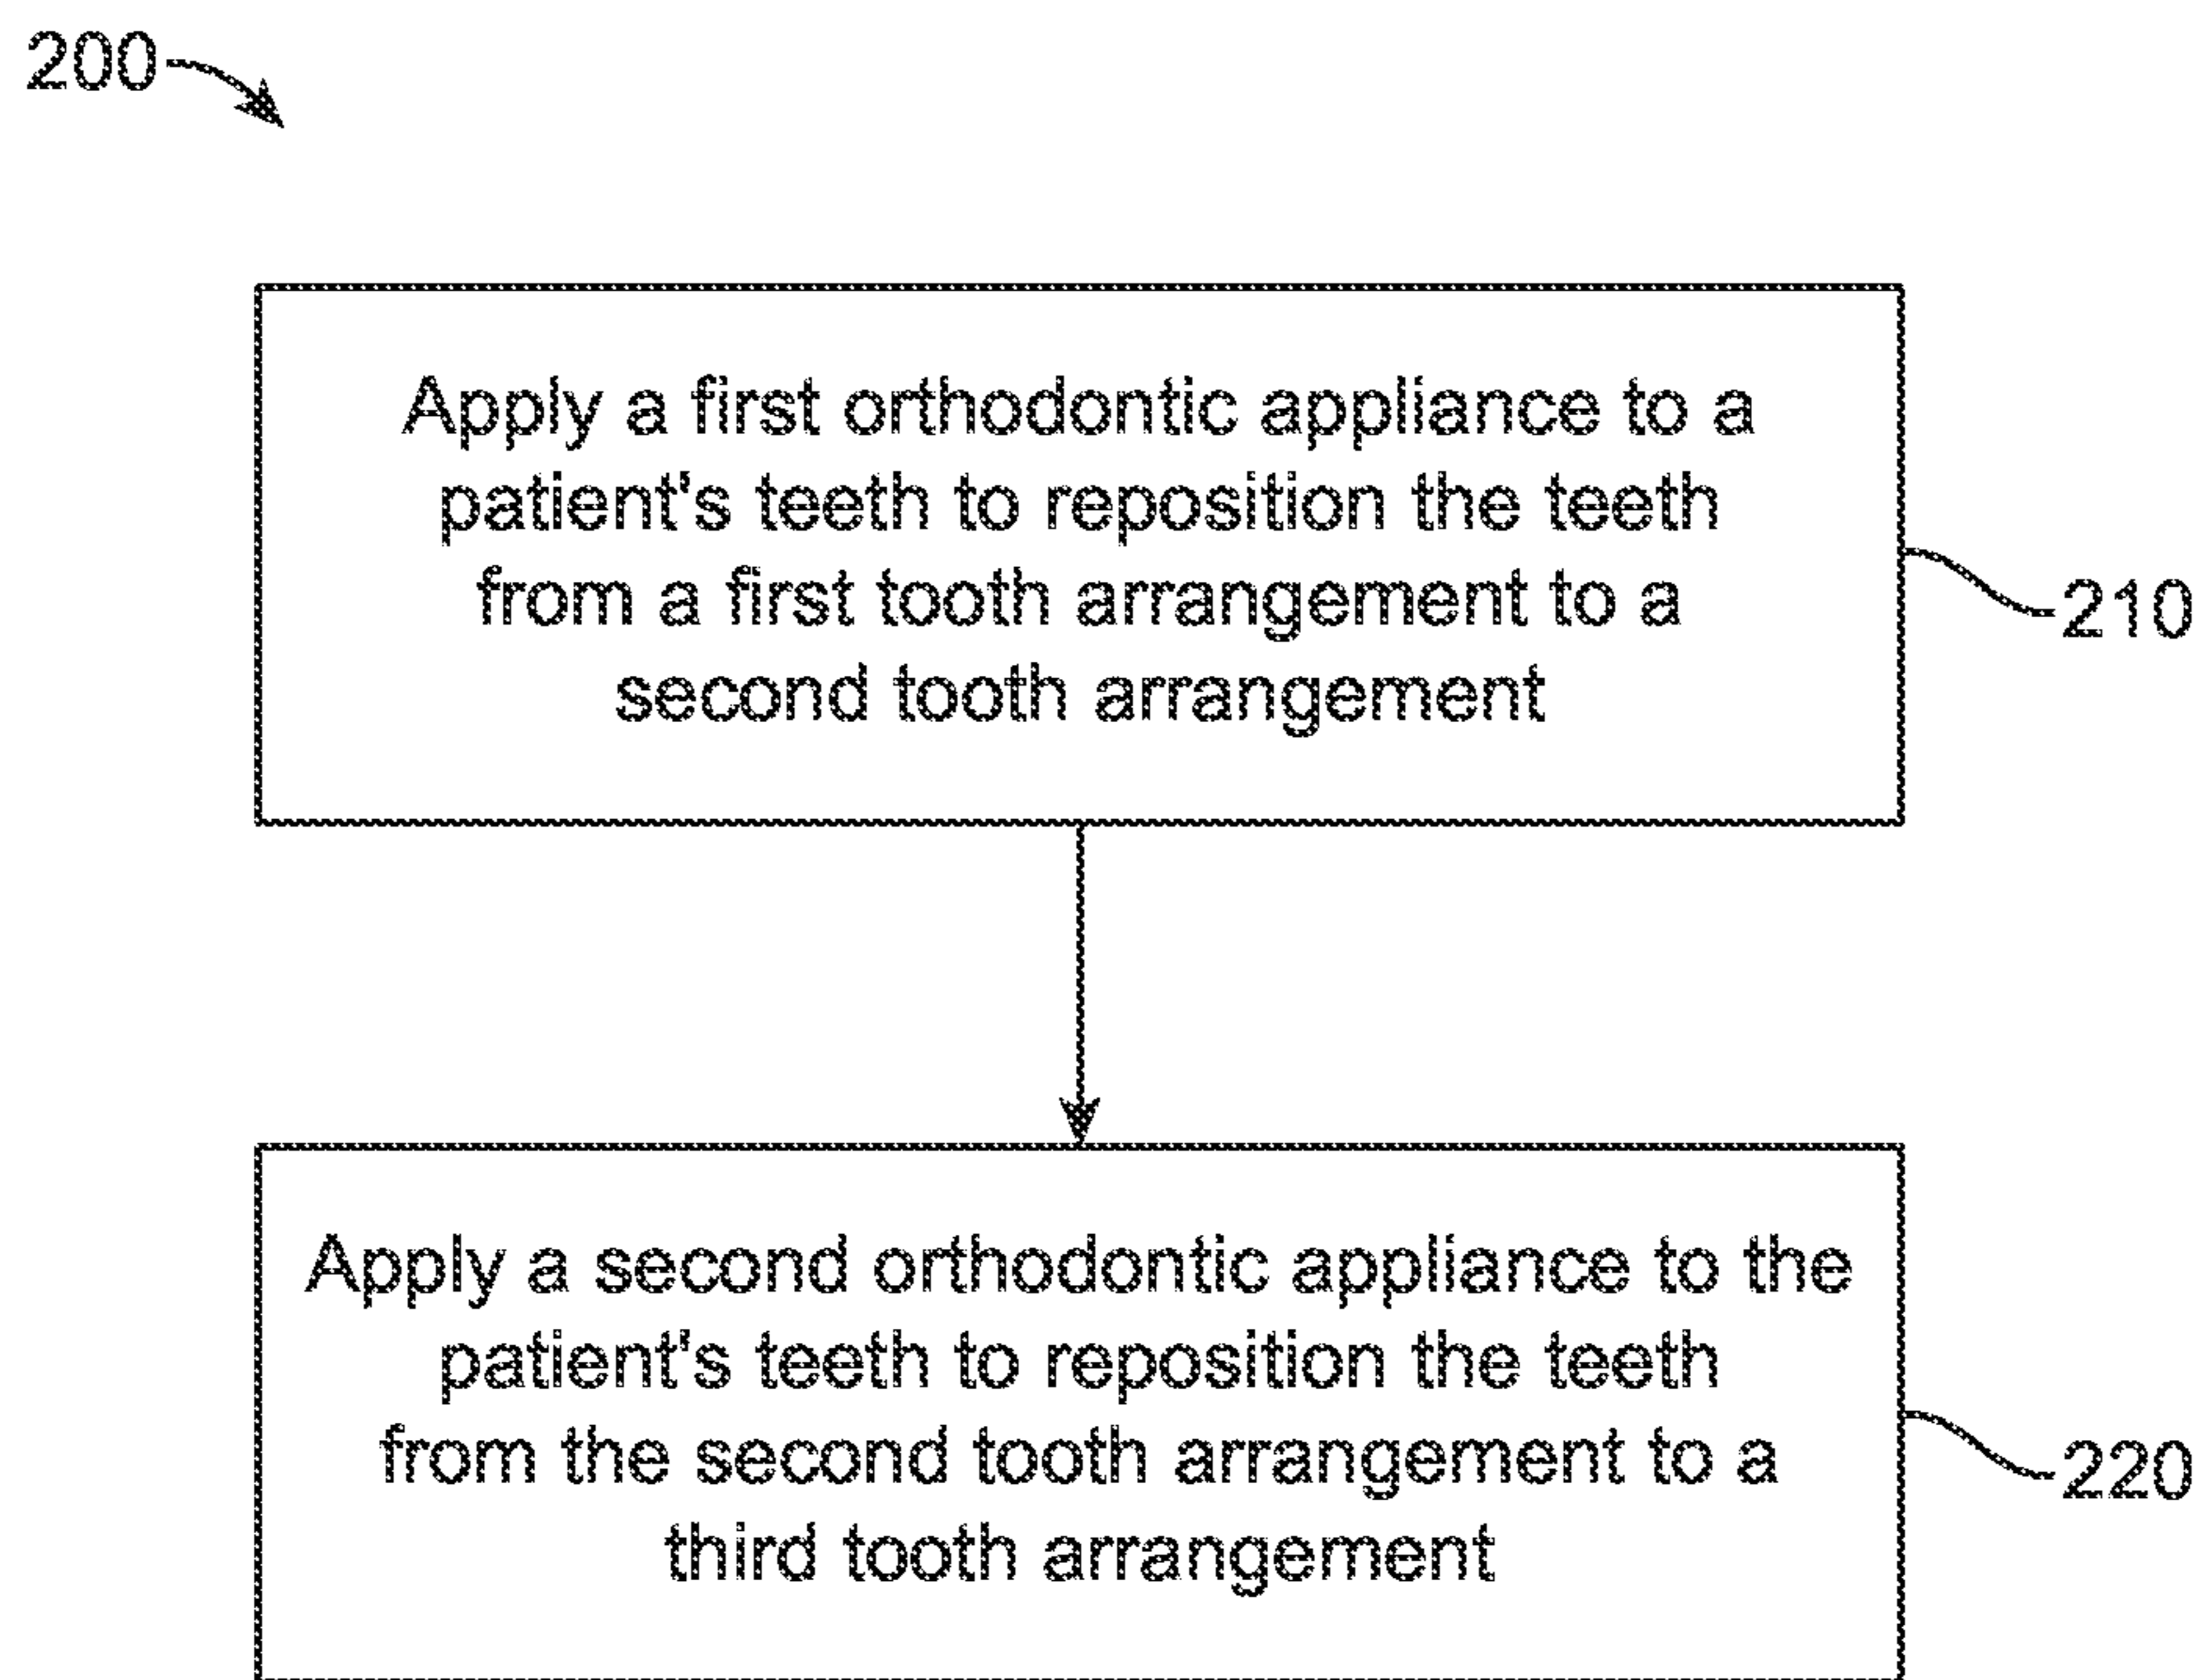 200
Apply a first orthodontic appliance to a
patient's teeth to reposition the teeth
from a first tooth arrangement to a
second tooth arrangement
210
Apply a second orthodontic appliance to the
patient's teeth to reposition the teeth
from the second tooth arrangement to a
third tooth arrangement
220